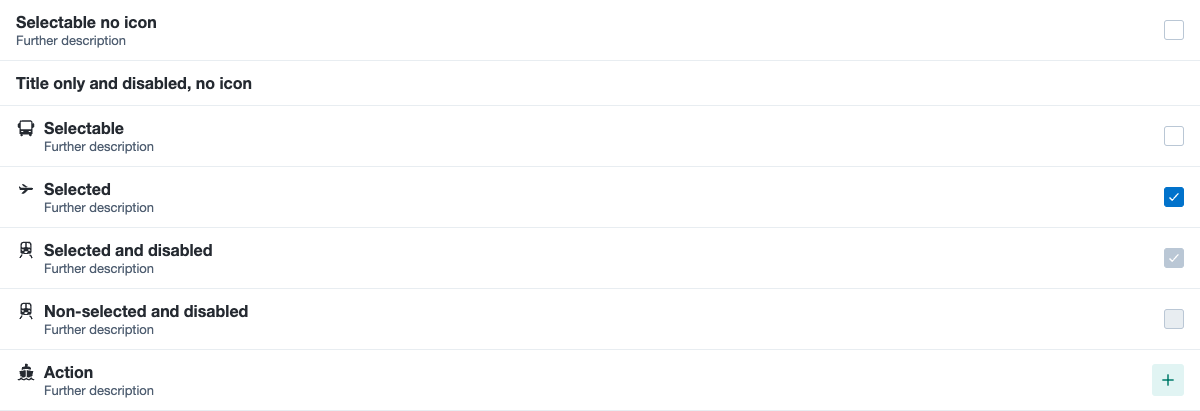 Selectable no icon
Further description
Title only and disabled, no icon
Selectable
Further description
Selected
Further description
Selected and disabled
Further description
Non-selected and disabled
Further description
Action
Further description